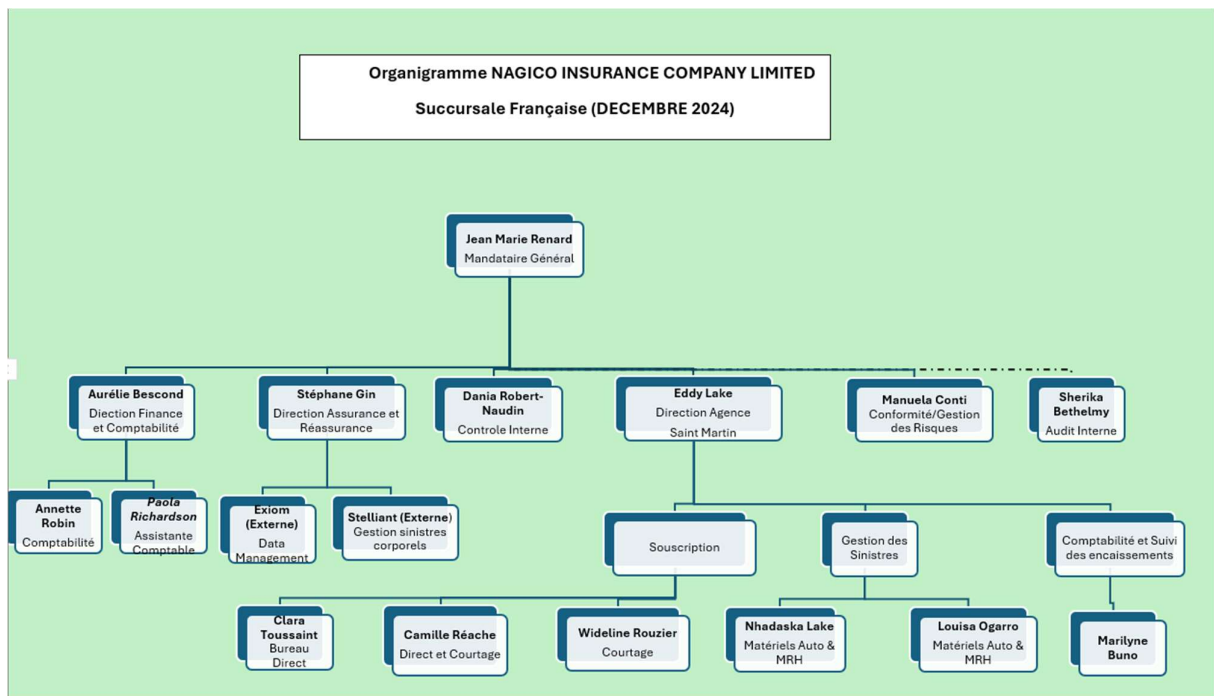 Organigramme NAGICO INSURANCE COMPANY LIMITED
Succursale Française (DECEMBRE 2024)
Jean Marie Renard
Mandataire Général
Aurélie Bescond
Diection Finance
et Comptabilité
Stéphane Gin
Direction Assurance et
Réassurance
Dania Robert-
Naudin
Controle Interne
Eddy Lake
Direction Agence
Saint Martin
Manuela Conti
Conformité/Gestion
des Risques
Sherika
Bethelmy
Audit Interne
Annette
Robin
Comptabilité
Paola
Richardson
Assistante
Comptable
Exiom
(Externe)
Data
Management
Stelliant (Externe)
Gestion sinistres
corporels
Souscription
Gestion des
Sinistres
Comptabilité et Suivi
des encaissements
Clara
Toussaint
Bureau
Direct
Camille Réache
Direct et Courtage
Wideline Rouzier
Courtage
Nhadaska Lake
Matériels Auto &
MRH
Louisa Ogarro
Matériels Auto &
MRH
Marilyne
Buno